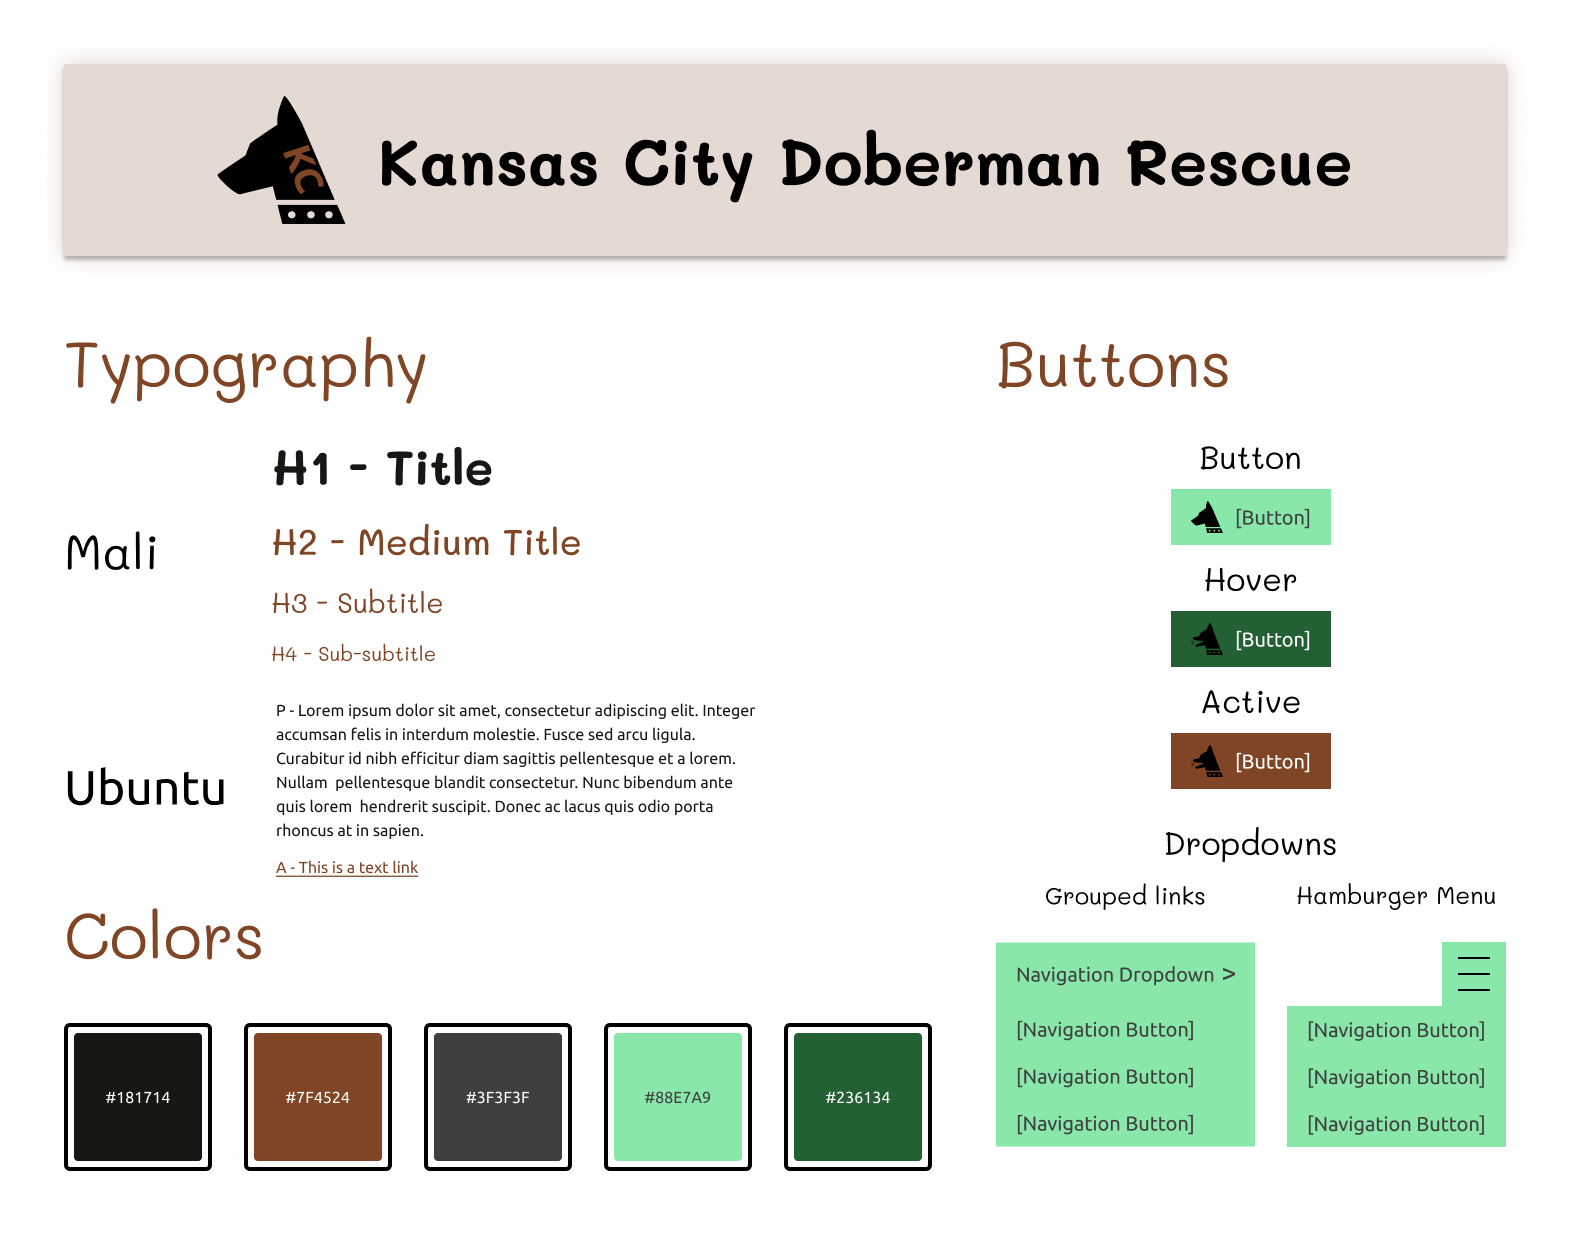 KC
Kansas City Doberman Rescue
Typography
Mali
H1 - Title
H2 - Medium Title
H3 - Subtitle
H4 - Sub-subtitle
Ubuntu
P - Lorem ipsum dolor sit amet, consectetur adipiscing elit. Integer
accumsan felis in interdum molestie. Fusce sed arcu ligula.
Curabitur id nibh efficitur diam sagittis pellentesque et a lorem.
Nullam  pellentesque blandit consectetur. Nunc bibendum ante
quis lorem  hendrerit suscipit. Donec ac lacus quis odio porta
rhoncus at in sapien.
A - This is a text link
Colors
#181714
#7F4524
#3F3F3F
#88E7A9
#236134
Buttons
Button
[Button]
Hover
[Button]
Active
[Button]
Dropdowns
Grouped links
Navigation Dropdown >
[Navigation Button]
[Navigation Button]
[Navigation Button]
Hamburger Menu
[Navigation Button]
[Navigation Button]
[Navigation Button]